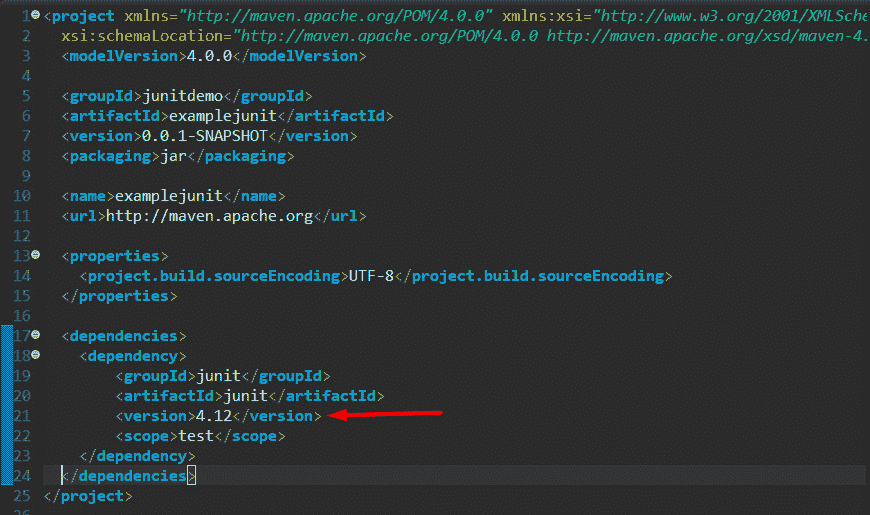 1 <project xmlns="http://maven.apache.org/POM/4.0.0" xmlns:xsi="http://www.w3.org/2001/XMLSche
2 xsi:schemaLocation="http://maven.apache.org/POM/4.0.0 http://maven.apache.org/xsd/maven-4.
3 <modelVersion>4.0.0</modelVersion>
4
5 <groupId>junitdemo</groupId>
6 <artifactId>examplejunit</artifactId>
7 <version>0.0.1-SNAPSHOT</version>
8 <packaging>jar</packaging>
9
10 <name>examplejunit</name>
11 <url>http://maven.apache.org</url>
12
13 <properties>
14 <project.build.sourceEncoding>UTF-8</project.build.sourceEncoding>
15 </properties>
16
17 <dependencies>
18 <dependency>
19 <groupId>junit</groupId>
20 <artifactId>junit</artifactId>
21 <version>4.12</version>
22 <scope>test</scope>
23 </dependency>
24 </dependencies>
25 </project>
26